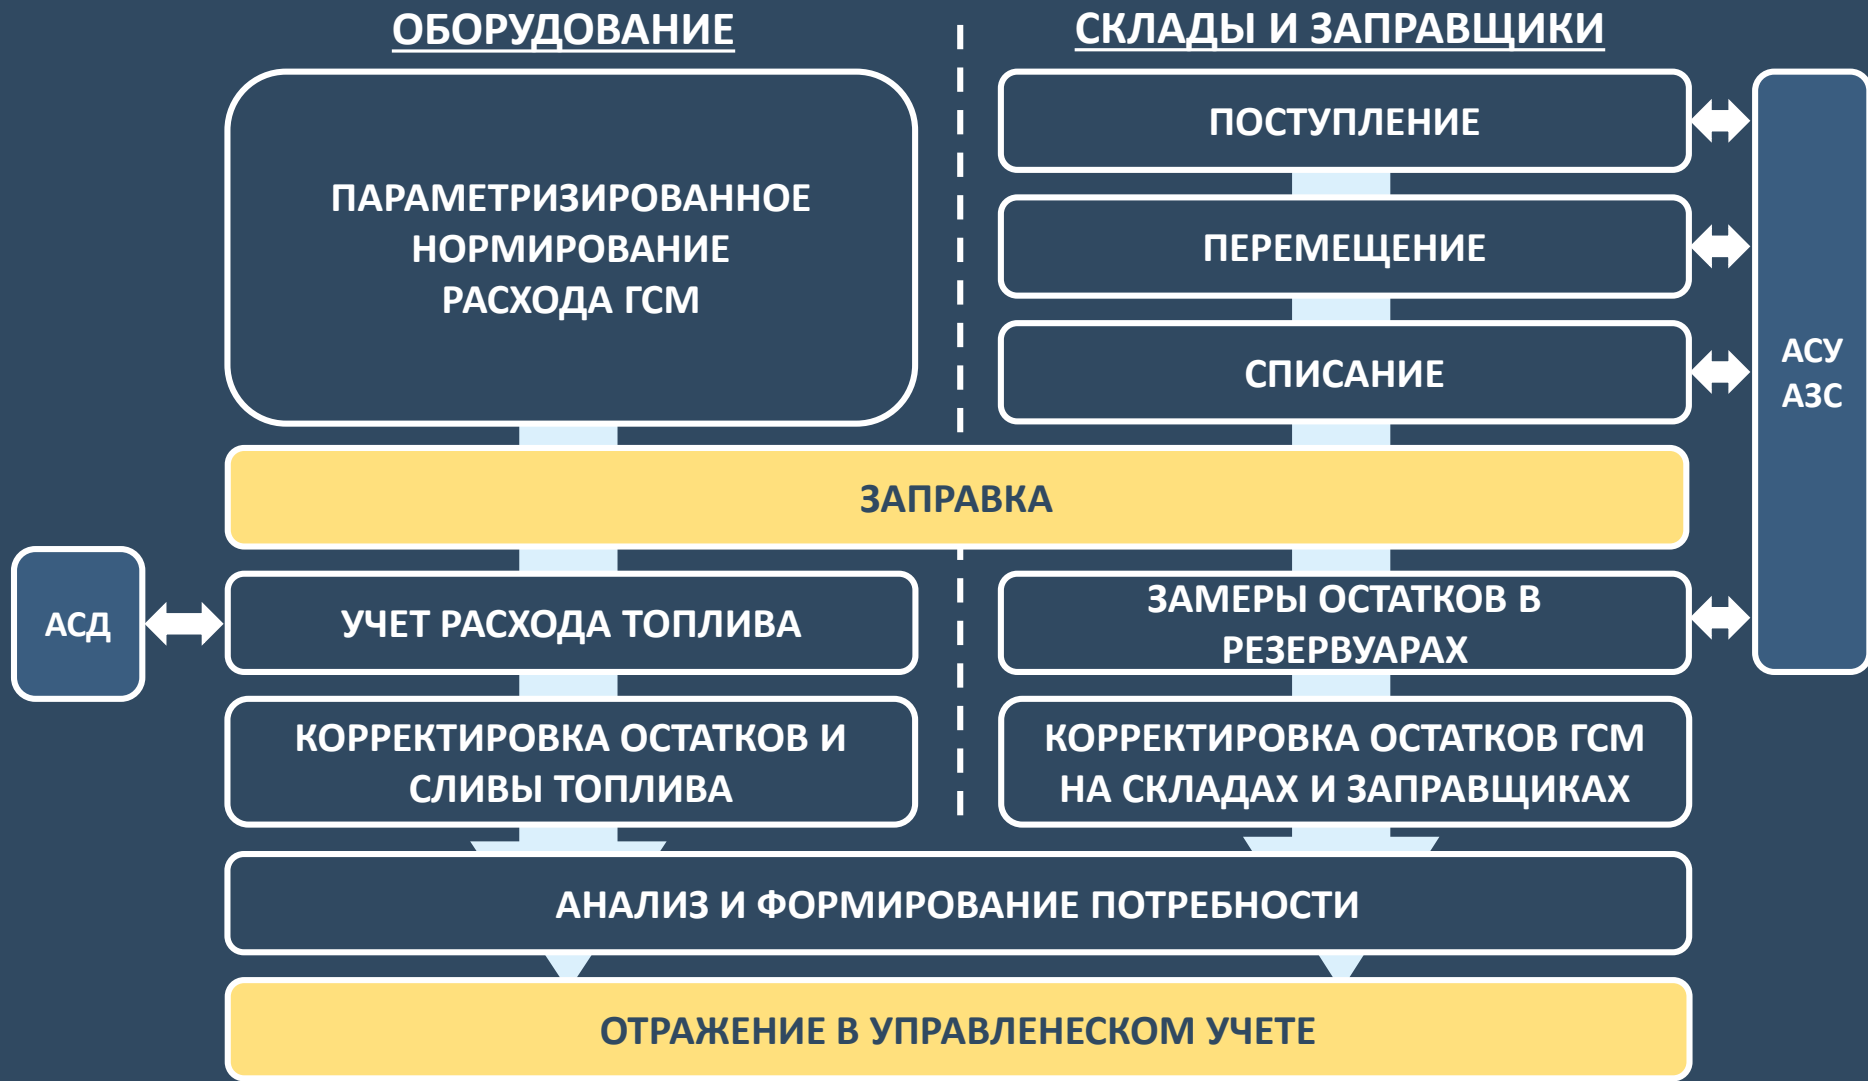 ОБОРУДОВАНИЕ
СКЛАДЫ И ЗАПРАВЩИКИ
ПАРАМЕТРИЗИРОВАННОЕ
НОРМИРОВАНИЕ
РАСХОДА ГСМ
ПОСТУПЛЕНИЕ
ПЕРЕМЕЩЕНИЕ
СПИСАНИЕ
АСУ
АЗС
ЗАПРАВКА
АСД
УЧЕТ РАСХОДА ТОПЛИВА
ЗАМЕРЫ ОСТАТКОВ В
РЕЗЕРВУАРАХ
КОРРЕКТИРОВКА ОСТАТКОВ И
СЛИВЫ ТОПЛИВА
КОРРЕКТИРОВКА ОСТАТКОВ ГСМ
НА СКЛАДАХ И ЗАПРАВЩИКАХ
АНАЛИЗ И ФОРМИРОВАНИЕ ПОТРЕБНОСТИ
ОТРАЖЕНИЕ В УПРАВЛЕНЕСКОМ УЧЕТЕ